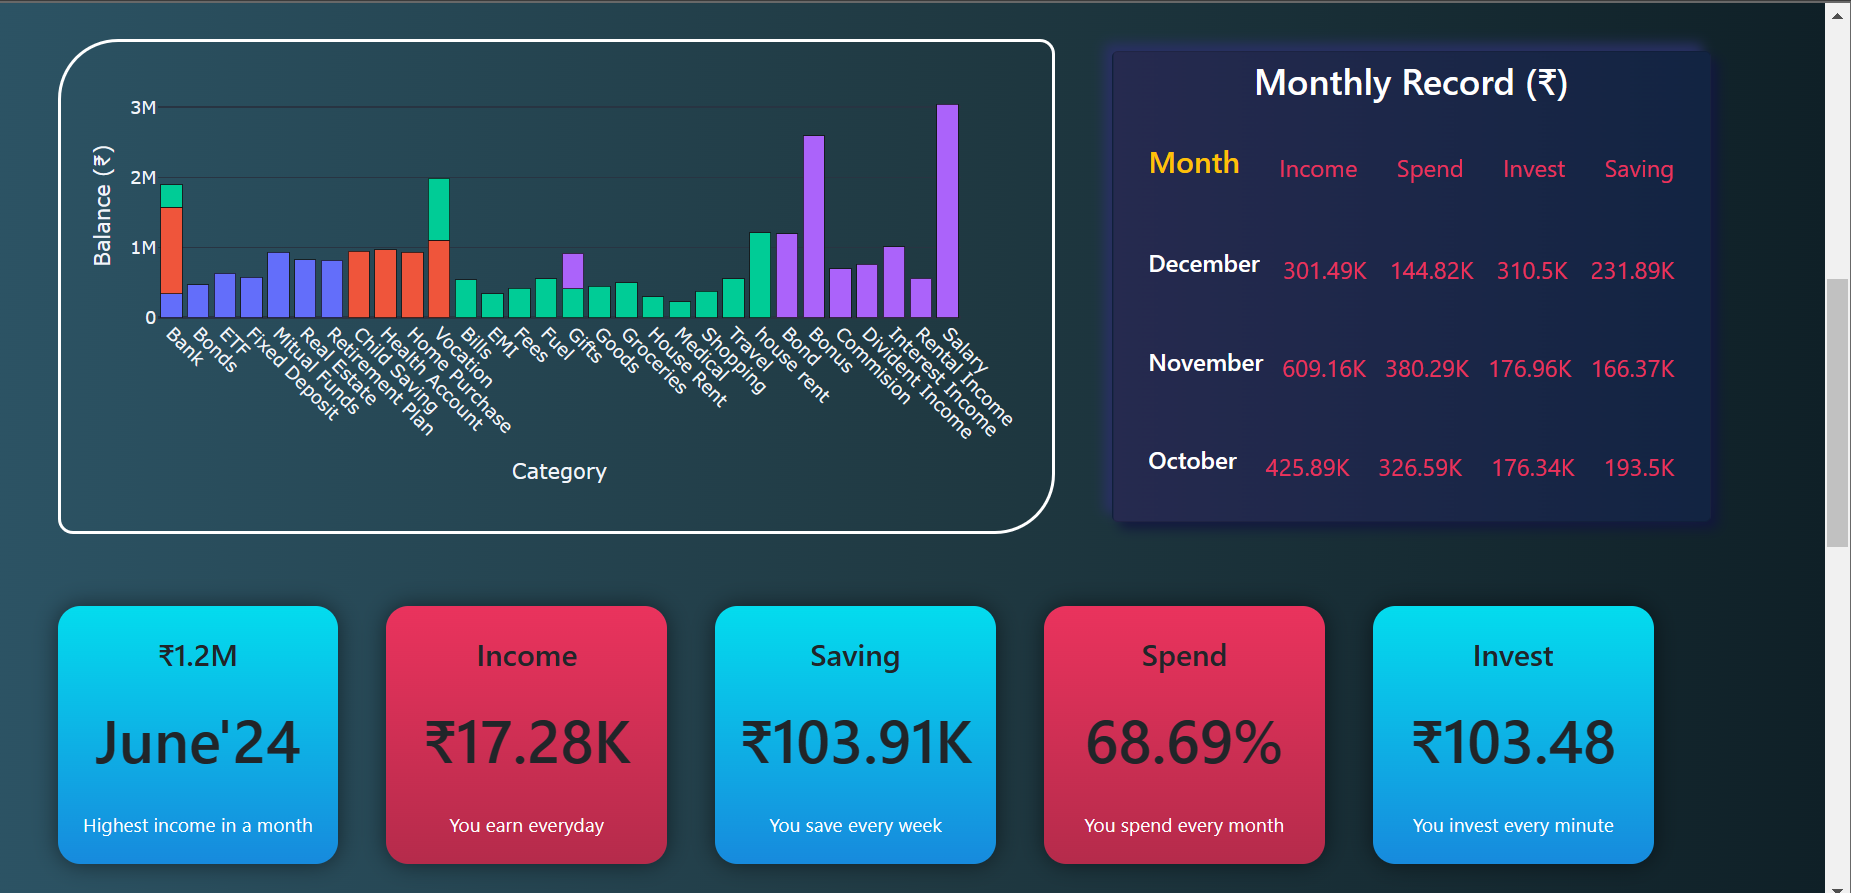 3M
2M
1M
0
Balance (₹)
Bank
Bonds
ETF
Fixed Deposit
Mitual Funds
Real Estate
Retirement Plan
Child Saving
Health Account
Home Purchase
Vocation
Bills
EMI
Fees
Fuel
Gifts
Goods
Groceries
House Rent
Medical
Shopping
Travel
house rent
Bond
Bonus
Commision
Divident Income
Interest Income
Rental Income
Salary
Category
Monthly Record (₹)
Month Income Spend Invest Saving
December 301.49K 144.82K 310.5K 231.89K
November 609.16K 380.29K 176.96K 166.37K
October 425.89K 326.59K 176.34K 193.5K
₹1.2M
June'24
Highest income in a month
Income
₹17.28K
You earn everyday
Saving
₹103.91K
You save every week
Spend
68.69%
You spend every month
Invest
₹103.48
You invest every minute